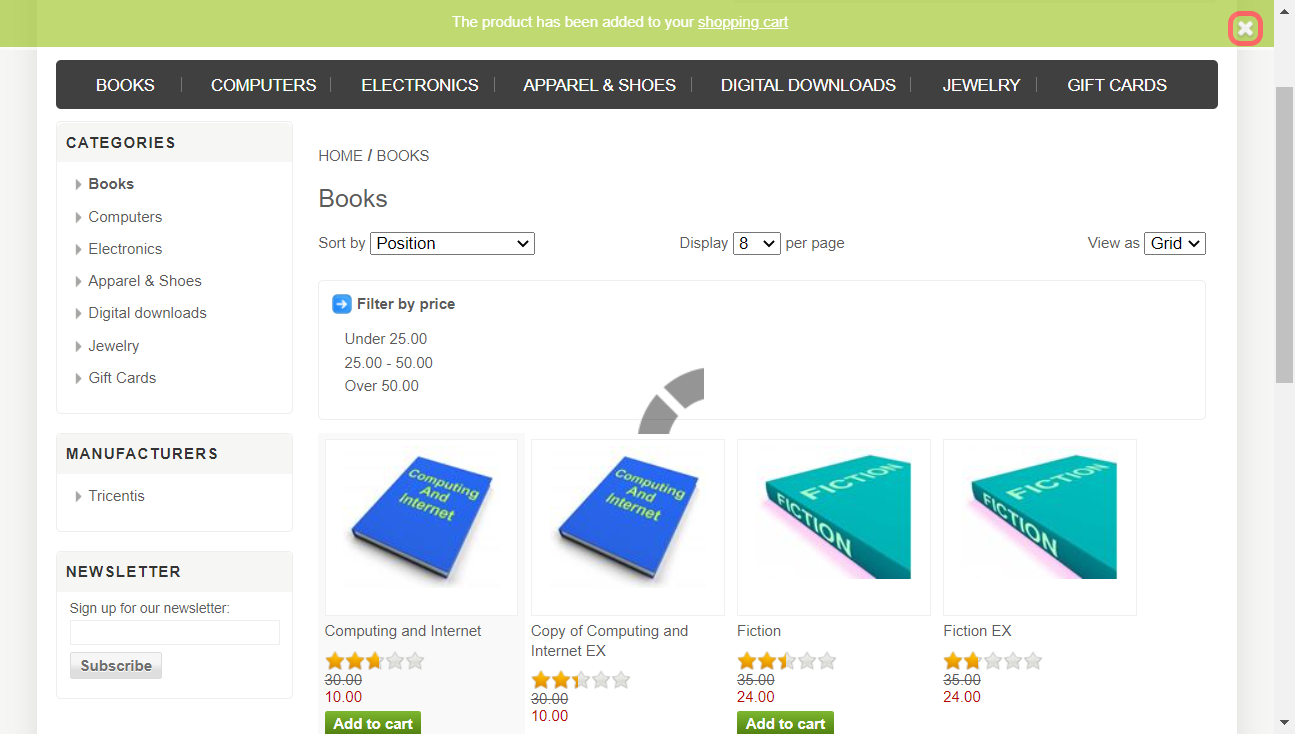 The product has been added to your shopping cart
BOOKS COMPUTERS ELECTRONICS APPAREL & SHOES DIGITAL DOWNLOADS JEWELRY GIFT CARDS
CATEGORIES
Books
Computers
Electronics
Apparel & Shoes
Digital downloads
Jewelry
Gift Cards
MANUFACTURERS
Tricentis
NEWSLETTER
Sign up for our newsletter:
Subscribe
HOME / BOOKS
Books
Sort by Position
Display 8 per page
View as Grid
Filter by price
Under 25.00
25.00 - 50.00
Over 50.00
Computing
And
Internet
Computing and Internet
30.00
10.00
Add to cart
Computing
And
Internet
Copy of Computing and
Internet EX
30.00
10.00
FICTION
FICTION
Fiction
35.00
24.00
Add to cart
FICTION
FICTION
Fiction EX
35.00
24.00